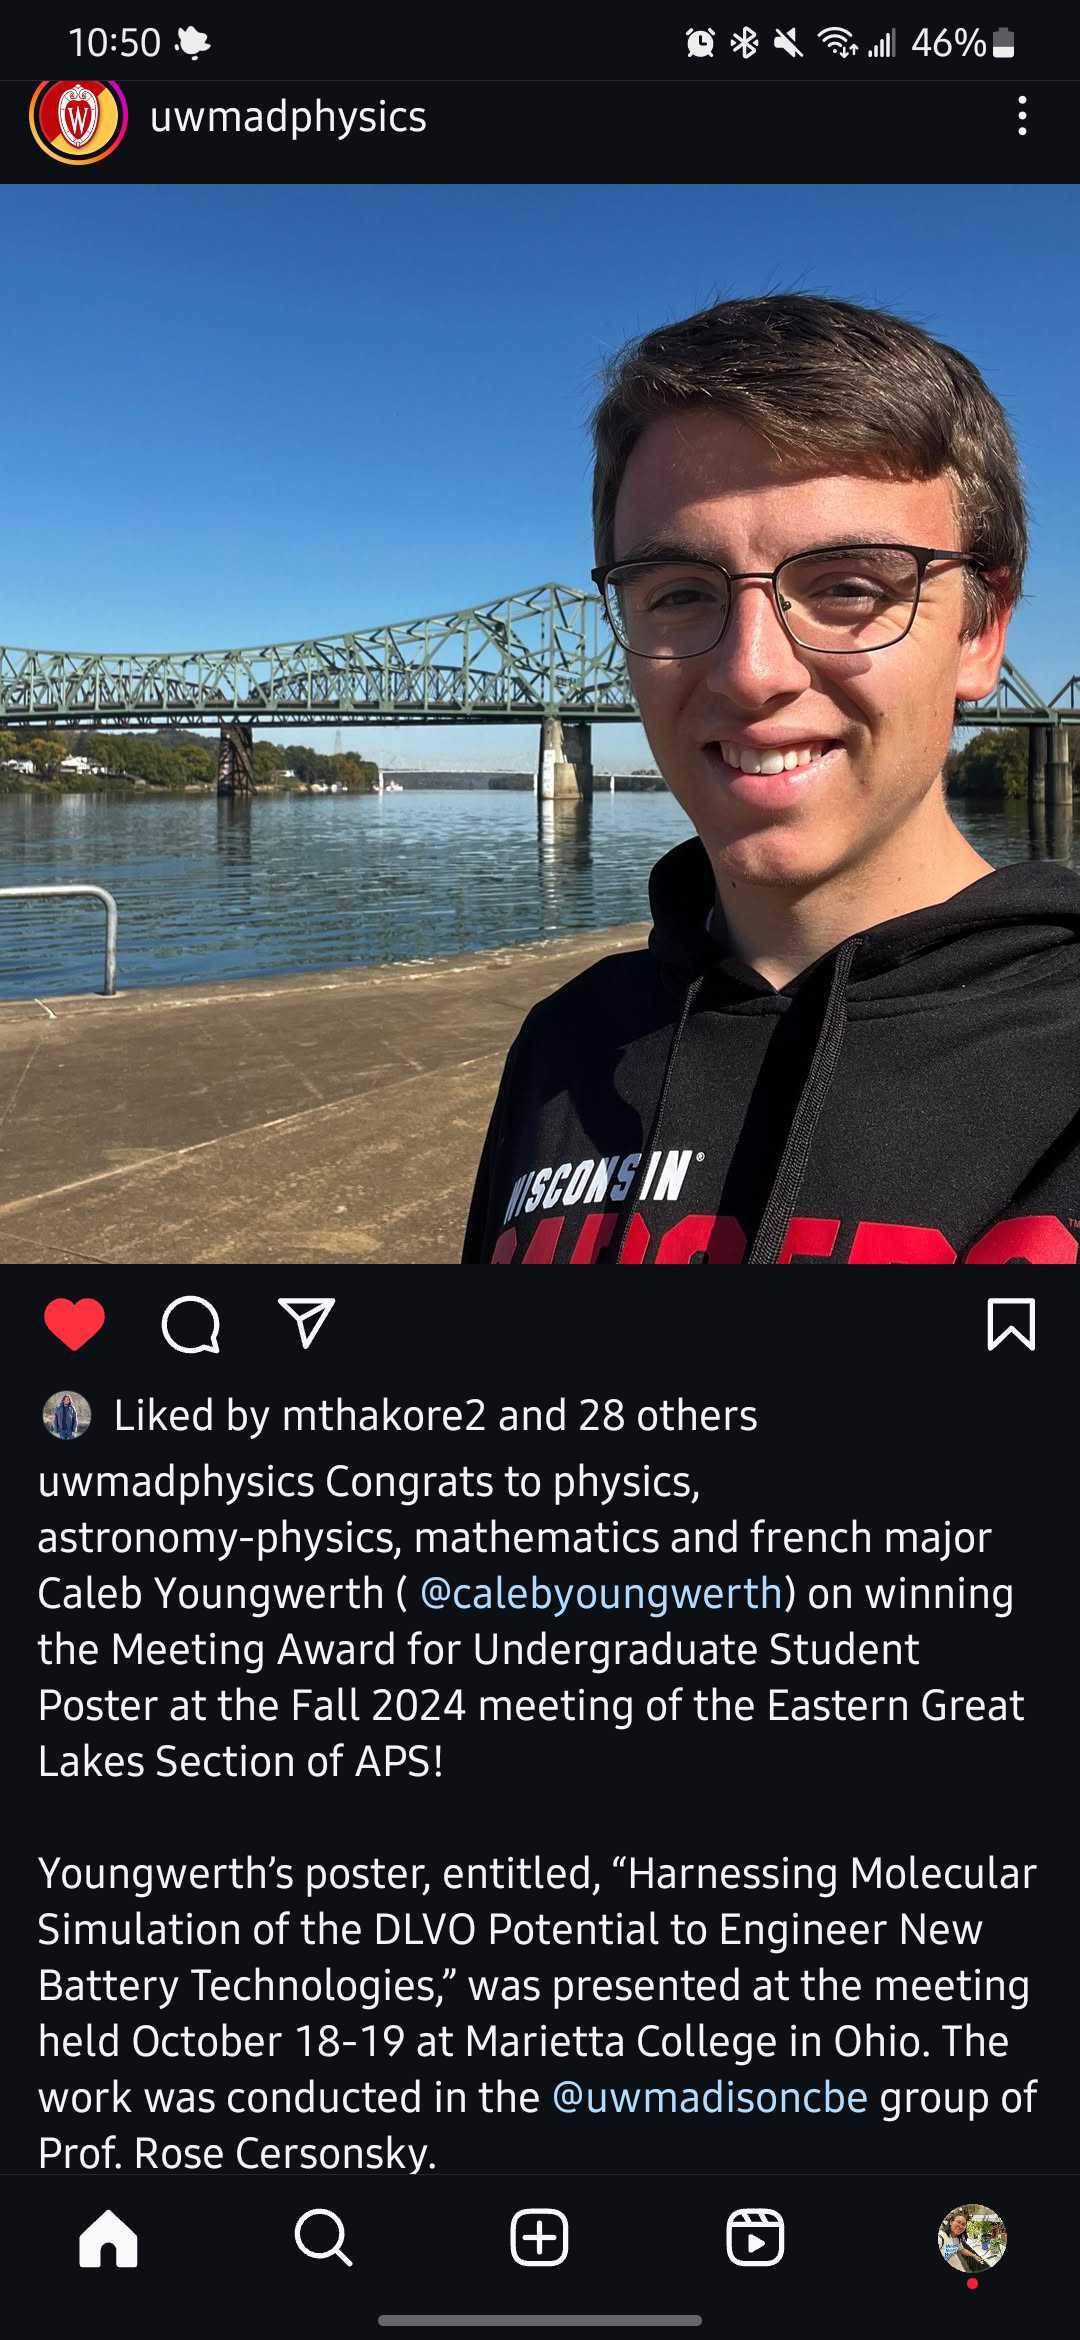 10:50
46%
W
uwmadphysics
WISCONSIN®
BADGERS
TM
Liked by mthakore2 and 28 others
uwmadphysics Congrats to physics,
astronomy-physics, mathematics and french major
Caleb Youngwerth ( @calebyoungwerth) on winning
the Meeting Award for Undergraduate Student
Poster at the Fall 2024 meeting of the Eastern Great
Lakes Section of APS!
Youngwerth’s poster, entitled, “Harnessing Molecular
Simulation of the DLVO Potential to Engineer New
Battery Technologies,” was presented at the meeting
held October 18-19 at Marietta College in Ohio. The
work was conducted in the @uwmadisoncbe group of
Prof. Rose Cersonsky.